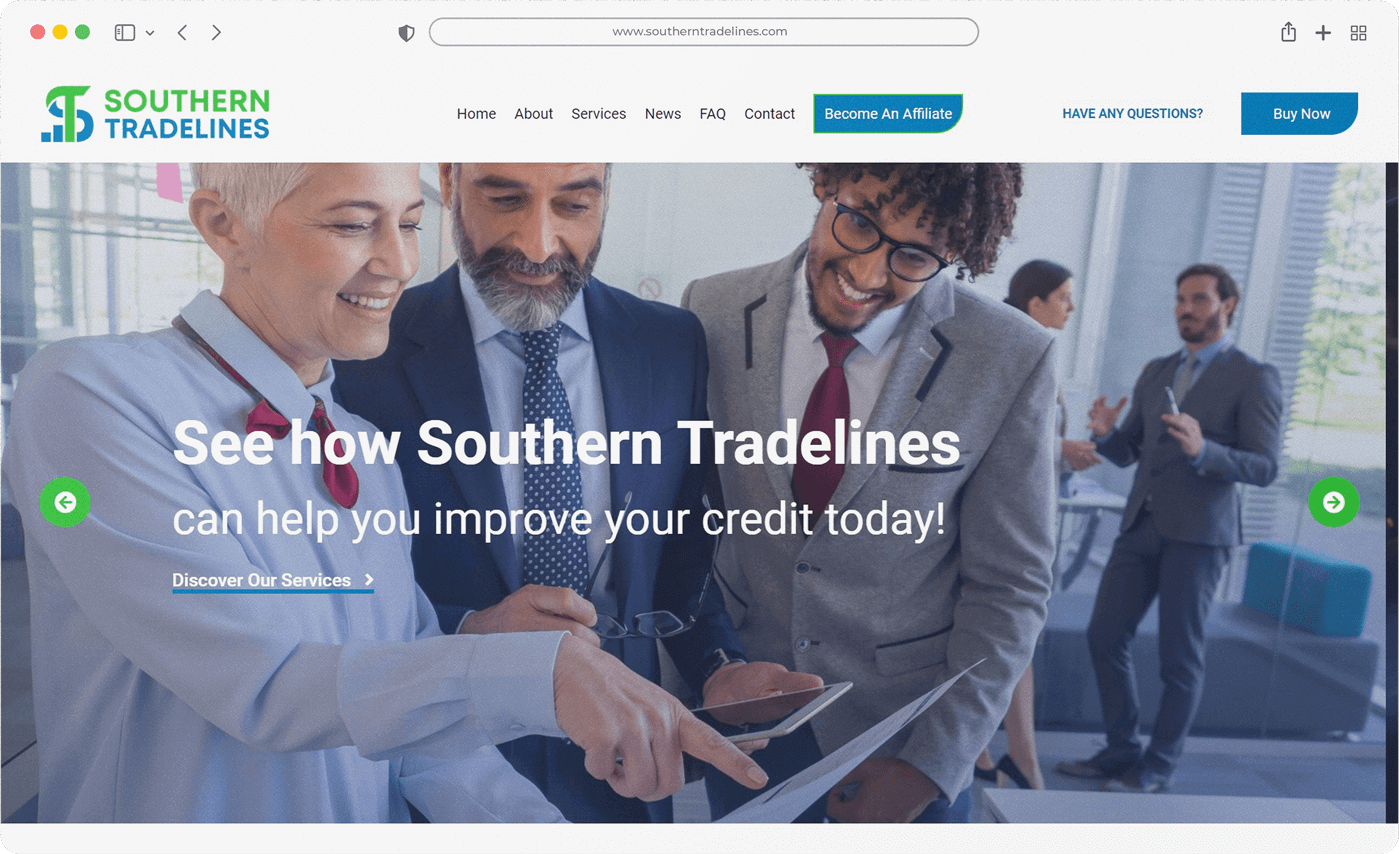 www.southerntradelines.com
SOUTHERN
TRADELINES
Home About Services News FAQ Contact Become An Affiliate HAVE ANY QUESTIONS? Buy Now
See how Southern Tradelines
can help you improve your credit today!
Discover Our Services